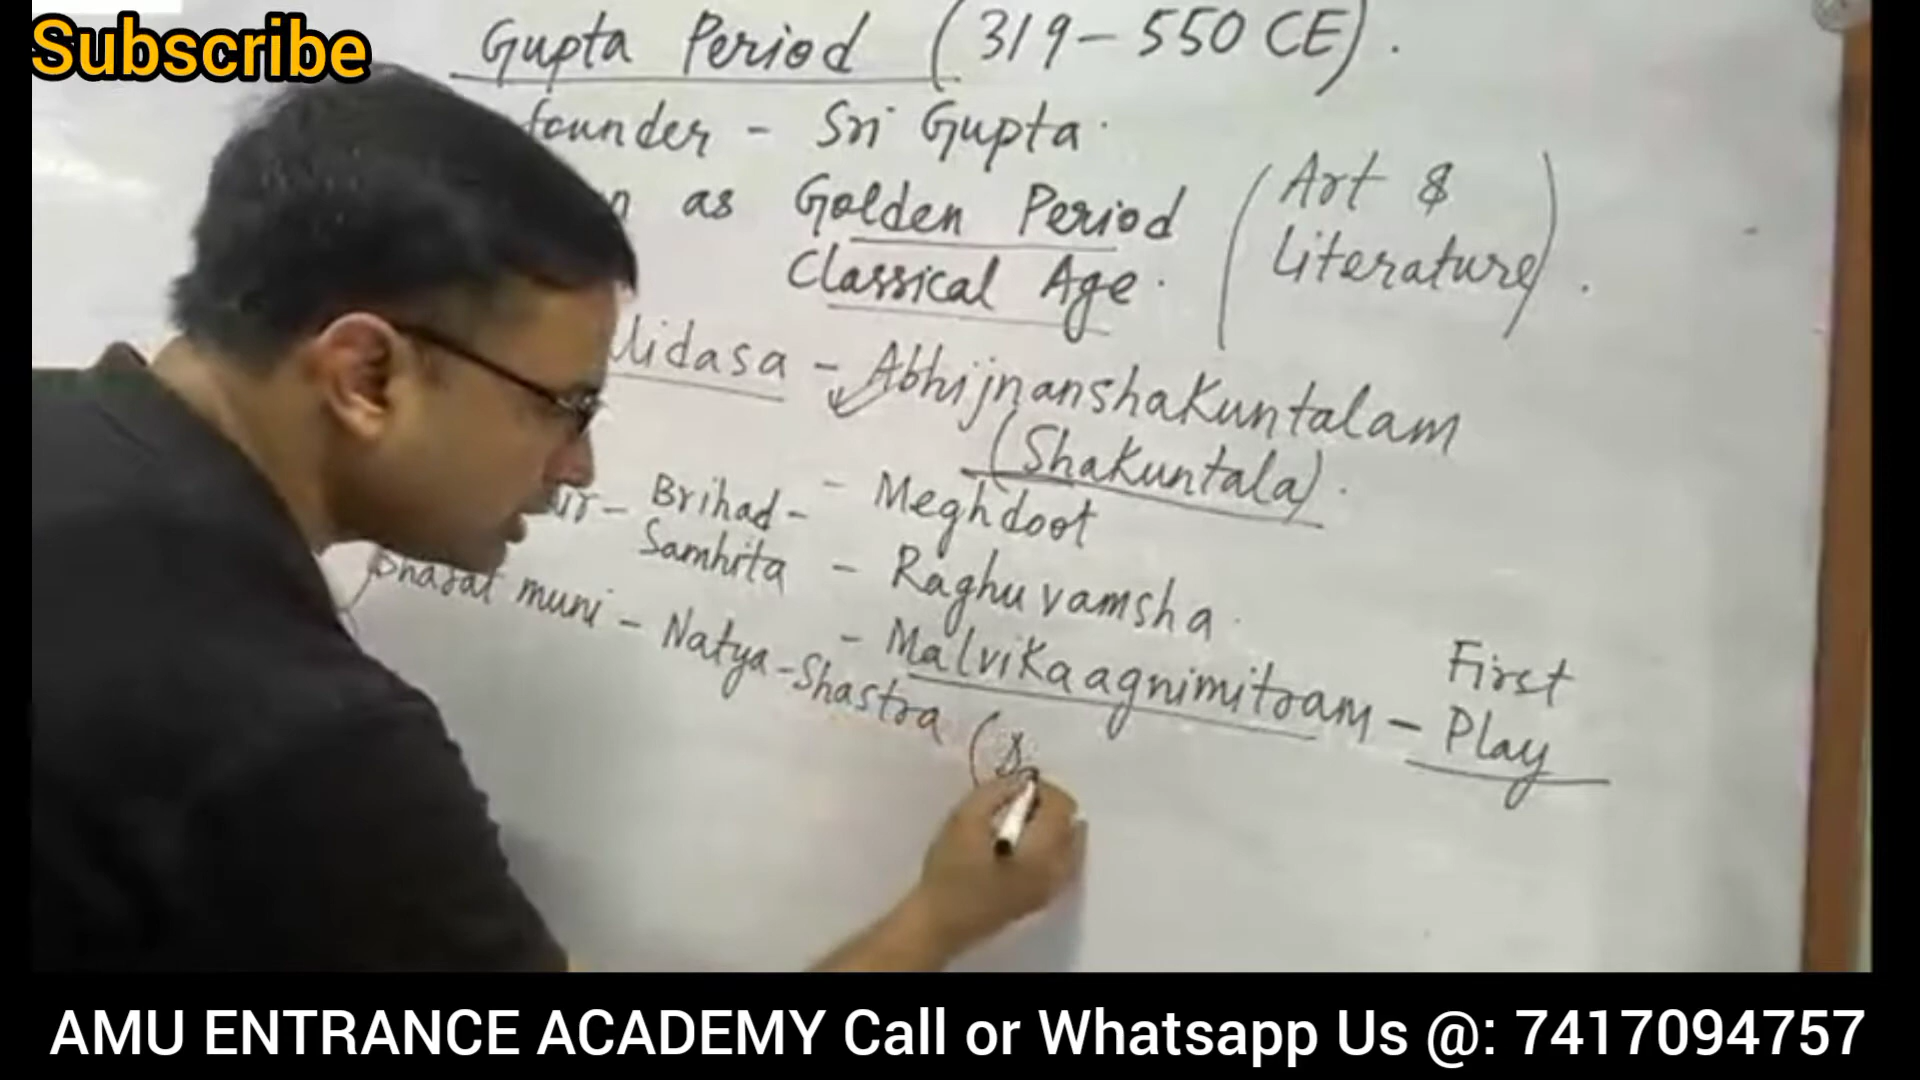 Subscribe
Gupta Period (319-550 CE).
founder - Sri Gupta.
as Golden Period (Art &
Classical Age. Literature).
- Abhijnanshakuntalam
(Shakuntala).
Brihad- - Meghdoot
Samhita - Raghuvamsha.
Bharat muni - Natya-Shastra (
- Malvikaagnimitram - First
Play
AMU ENTRANCE ACADEMY Call or Whatsapp Us @: 7417094757